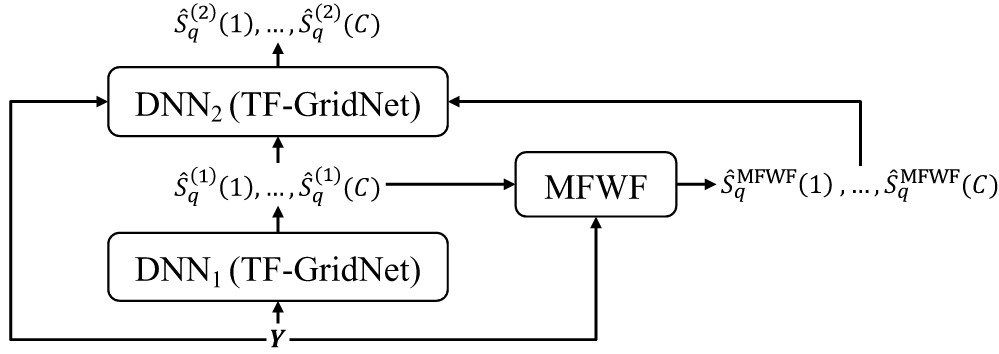 Ŝ_q^(2)(1), …, Ŝ_q^(2)(C)
DNN₂ (TF-GridNet)
Ŝ_q^(1)(1), …, Ŝ_q^(1)(C)
MFWF
Ŝ_q^MFWF(1) , …, Ŝ_q^MFWF(C)
DNN₁ (TF-GridNet)
Y